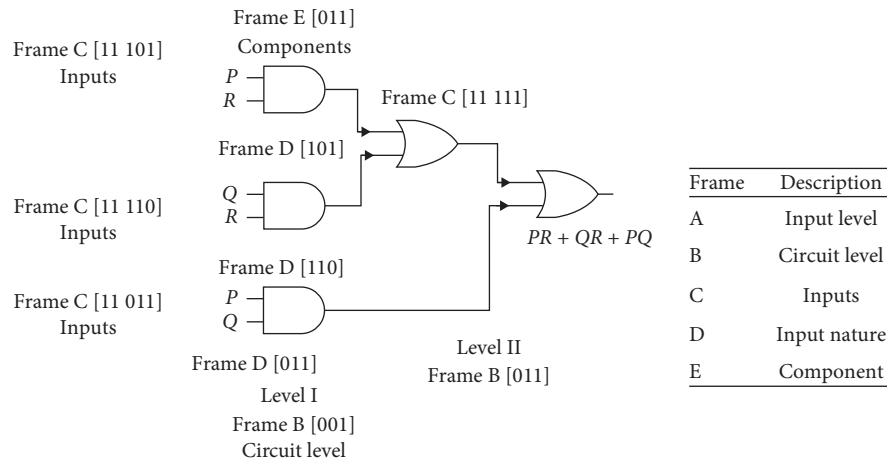 Frame E [011]
Components
Frame C [11 101]
Inputs
P
R
Frame C [11 111]
Frame D [101]
Frame C [11 110]
Inputs
Q
R
PR + QR + PQ
Frame D [110]
Frame C [11 011]
Inputs
P
Q
Frame D [011]
Level I
Frame B [001]
Circuit level
Level II
Frame B [011]
Frame Description
A Input level
B Circuit level
C Inputs
D Input nature
E Component